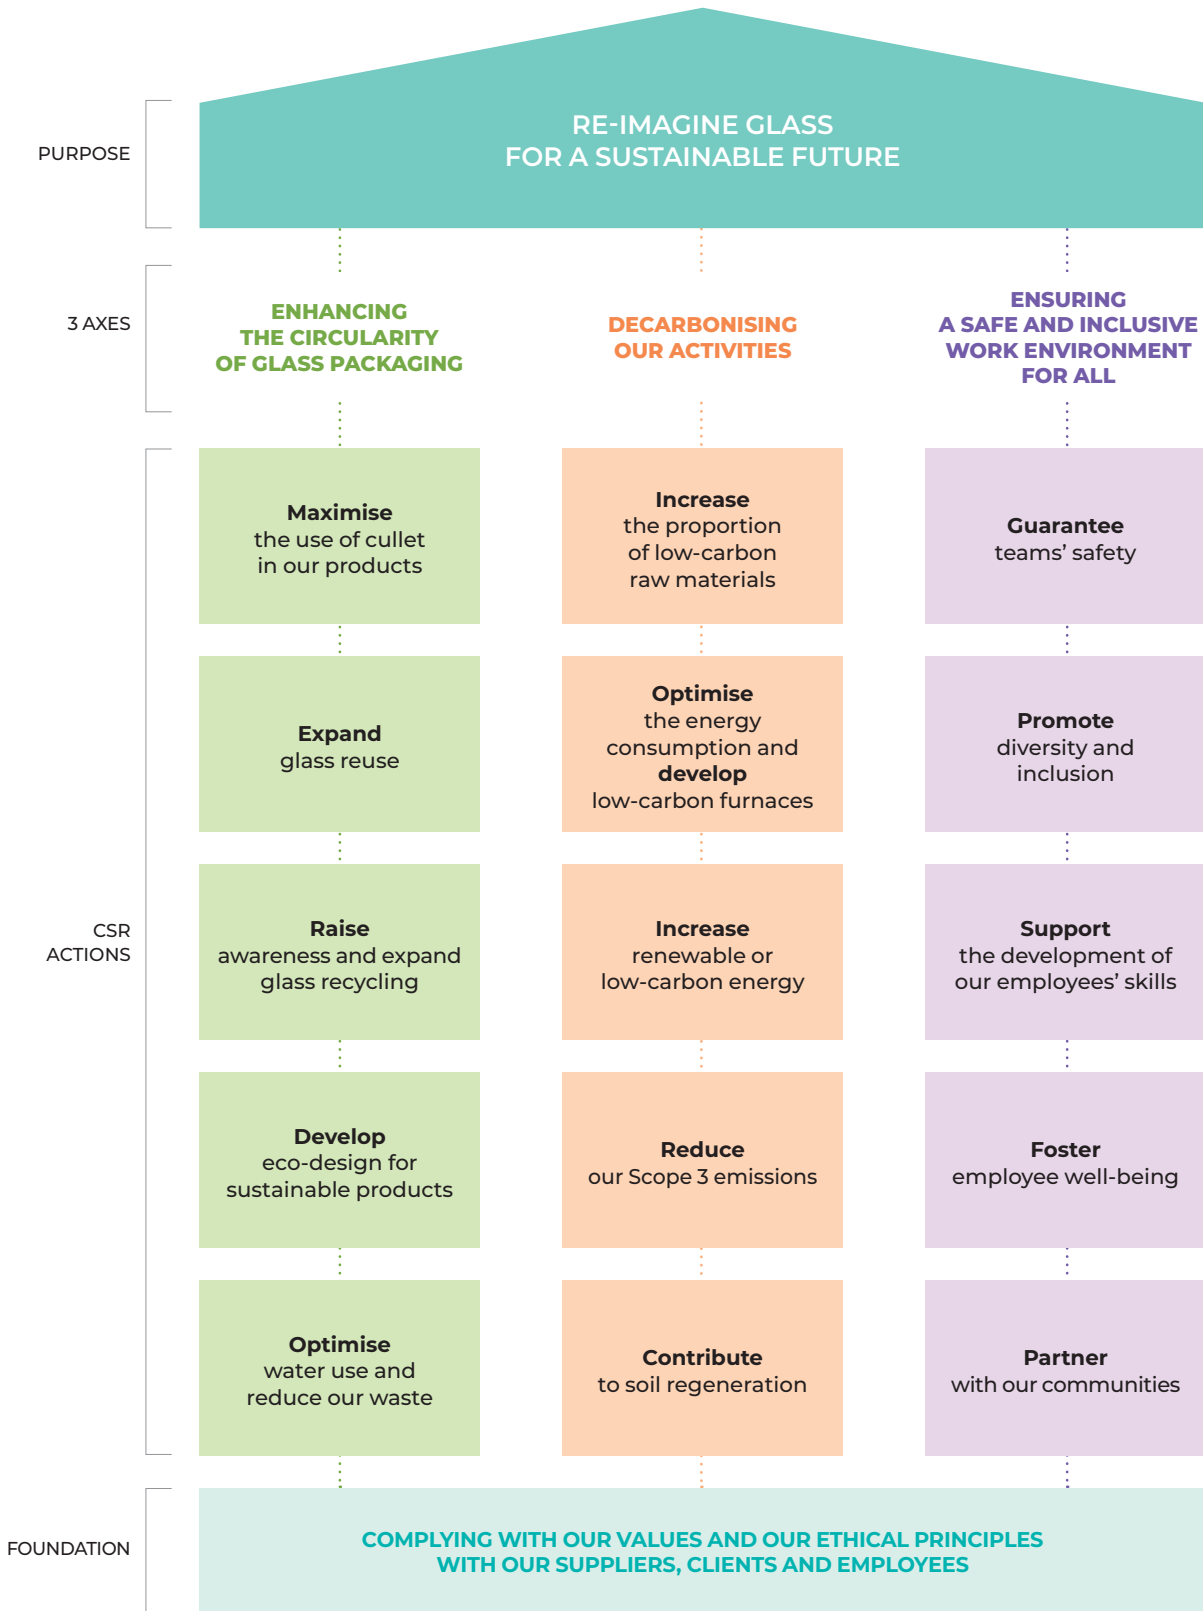 PURPOSE
RE-IMAGINE GLASS
FOR A SUSTAINABLE FUTURE
3 AXES
ENHANCING
THE CIRCULARITY
OF GLASS PACKAGING
DECARBONISING
OUR ACTIVITIES
ENSURING
A SAFE AND INCLUSIVE
WORK ENVIRONMENT
FOR ALL
CSR
ACTIONS
Maximise
the use of cullet
in our products
Increase
the proportion
of low-carbon
raw materials
Guarantee
teams’ safety
Expand
glass reuse
Optimise
the energy
consumption and
develop
low-carbon furnaces
Promote
diversity and
inclusion
Raise
awareness and expand
glass recycling
Increase
renewable or
low-carbon energy
Support
the development of
our employees’ skills
Develop
eco-design for
sustainable products
Reduce
our Scope 3 emissions
Foster
employee well-being
Optimise
water use and
reduce our waste
Contribute
to soil regeneration
Partner
with our communities
FOUNDATION
COMPLYING WITH OUR VALUES AND OUR ETHICAL PRINCIPLES
WITH OUR SUPPLIERS, CLIENTS AND EMPLOYEES